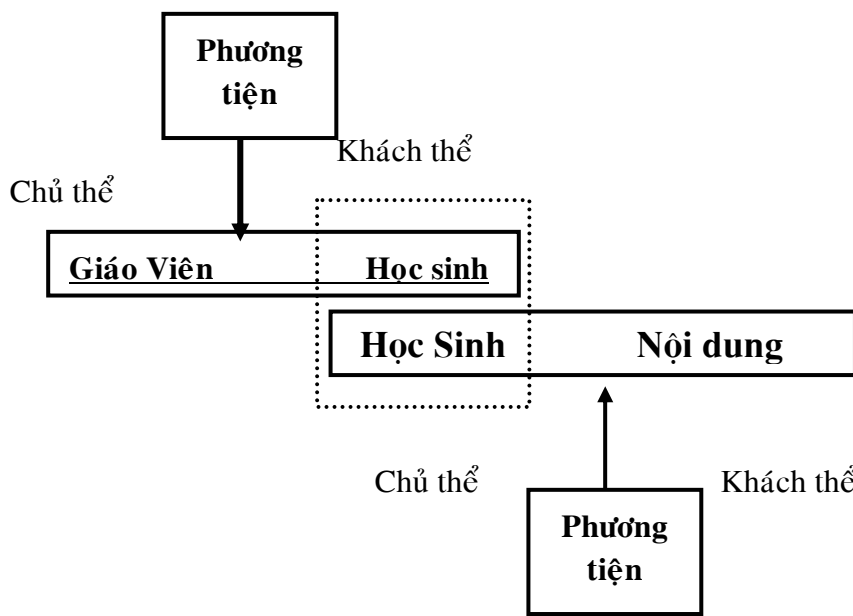 Phương
tiện
Khách thể
Chủ thể
Giáo Viên Học sinh
Học Sinh Nội dung
Chủ thể Khách thể
Phương
tiện